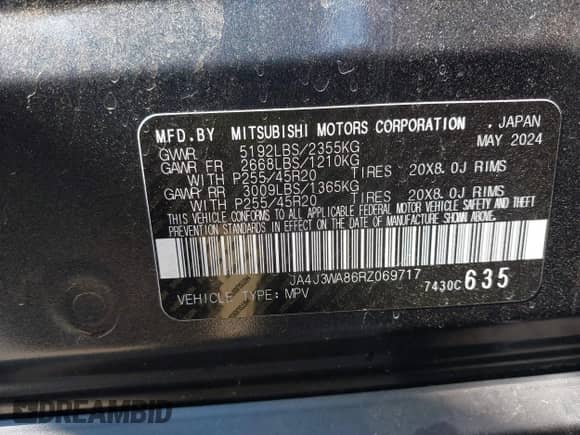 MFD.BY MITSUBISHI MOTORS CORPORATION , JAPAN
GVWR 5192LBS/2355KG MAY 2024
GAWR FR 2668LBS/1210KG
WITH P255/45R20 TIRES 20X8.0J RIMS
GAWR RR 3009LBS/1365KG
WITH P255/45R20 TIRES 20X8.0J RIMS
THIS VEHICLE CONFORMS TO ALL APPLICABLE FEDERAL MOTOR VEHICLE SAFETY AND THEFT
PREVENTION STANDARDS IN EFFECT ON THE DATE OF MANUFACTURE SHOWN ABOVE.
JA4J3WA86RZ069717
VEHICLE TYPE: MPV 7430C 635
DREAMBID